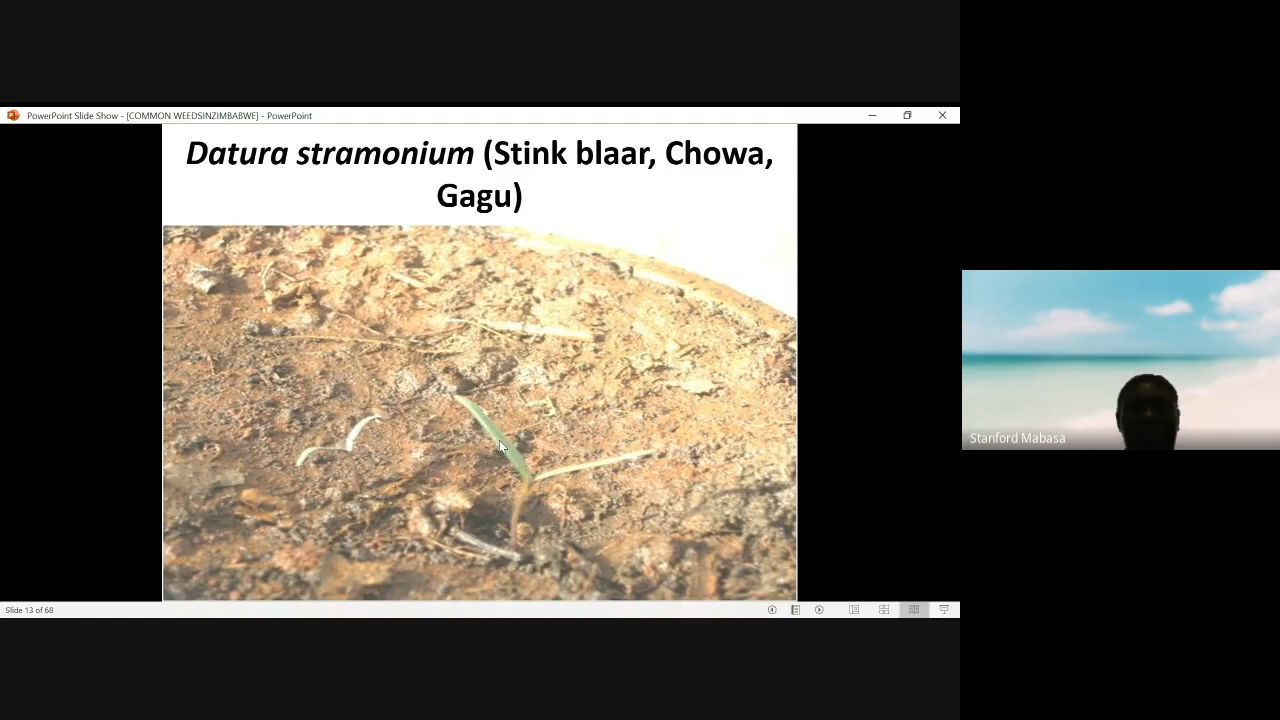 PowerPoint Slide Show - [COMMON WEEDSINZIMBABWE] - PowerPoint
Datura stramonium (Stink blaar, Chowa,
Gagu)
Stanford Mabasa
Slide 13 of 68